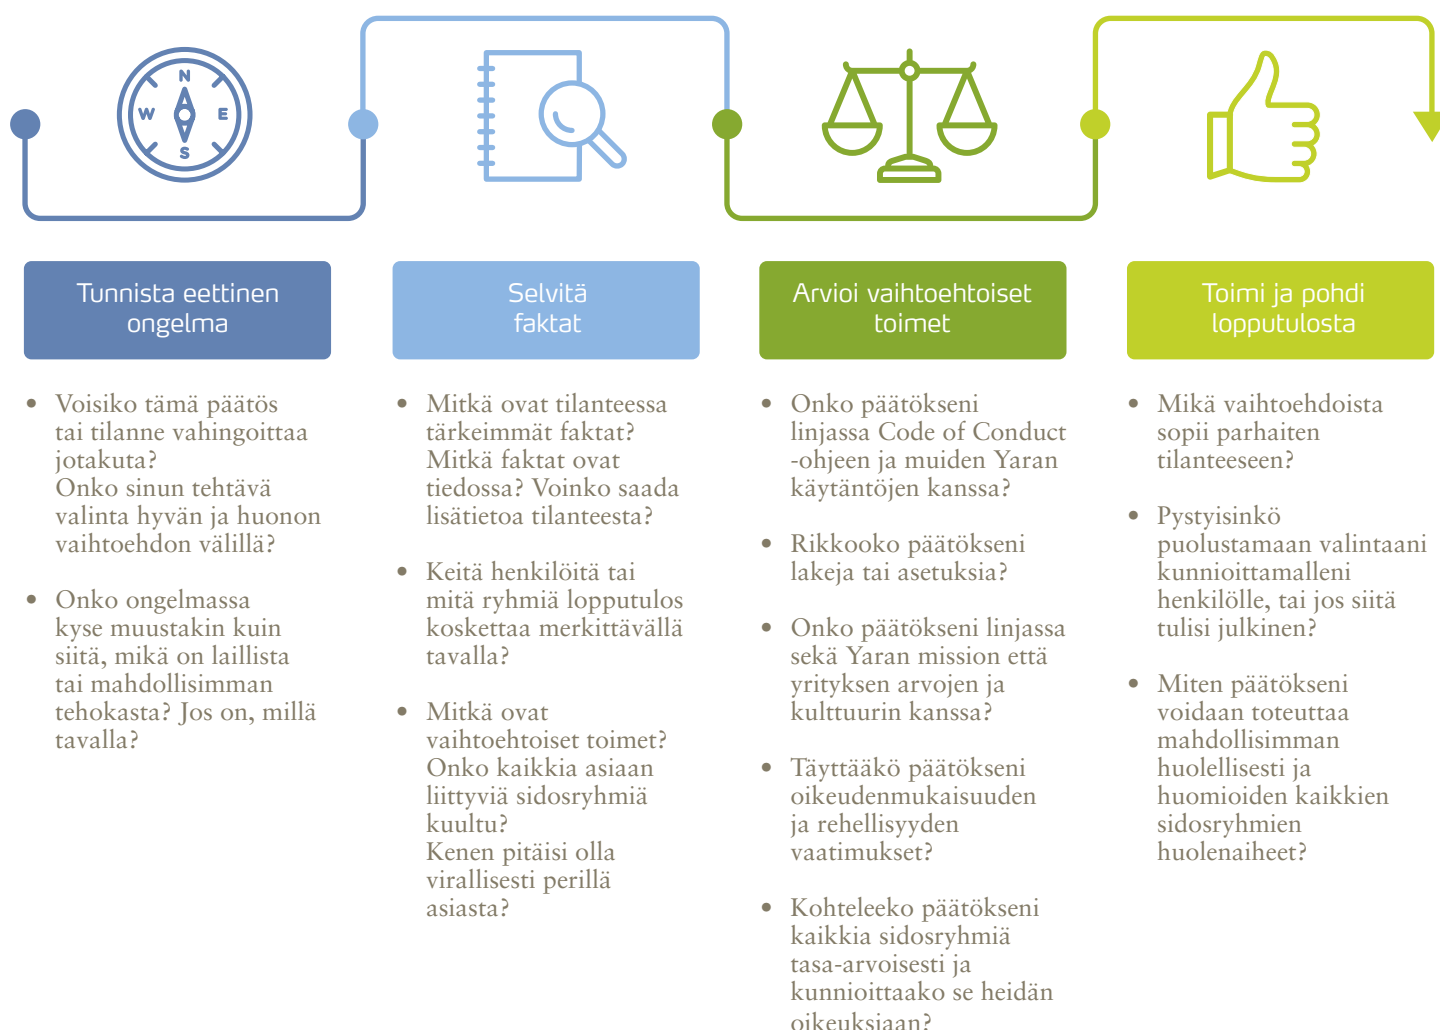 N
W
E
S
Tunnista eettinen
ongelma
• Voisiko tämä päätös
tai tilanne vahingoittaa
jotakuta?
Onko sinun tehtävä
valinta hyvän ja huonon
vaihtoehdon välillä?
• Onko ongelmassa
kyse muustakin kuin
siitä, mikä on laillista
tai mahdollisimman
tehokasta? Jos on, millä
tavalla?
Selvitä
faktat
• Mitkä ovat tilanteessa
tärkeimmät faktat?
Mitkä faktat ovat
tiedossa? Voinko saada
lisätietoa tilanteesta?
• Keitä henkilöitä tai
mitä ryhmiä lopputulos
koskettaa merkittävällä
tavalla?
• Mitkä ovat
vaihtoehtoiset toimet?
Onko kaikkia asiaan
liittyviä sidosryhmiä
kuultu?
Kenen pitäisi olla
virallisesti perillä
asiasta?
Arvioi vaihtoehtoiset
toimet
• Onko päätökseni
linjassa Code of Conduct
-ohjeen ja muiden Yaran
käytäntöjen kanssa?
• Rikkooko päätökseni
lakeja tai asetuksia?
• Onko päätökseni linjassa
sekä Yaran mission että
yrityksen arvojen ja
kulttuurin kanssa?
• Täyttääkö päätökseni
oikeudenmukaisuuden
ja rehellisyyden
vaatimukset?
• Kohteleeko päätökseni
kaikkia sidosryhmiä
tasa-arvoisesti ja
kunnioittaako se heidän
oikeuksiaan?
Toimi ja pohdi
lopputulosta
• Mikä vaihtoehdoista
sopii parhaiten
tilanteeseen?
• Pystyisinkö
puolustamaan valintaani
kunnioittamalleni
henkilölle, tai jos siitä
tulisi julkinen?
• Miten päätökseni
voidaan toteuttaa
mahdollisimman
huolellisesti ja
huomioiden kaikkien
sidosryhmien
huolenaiheet?